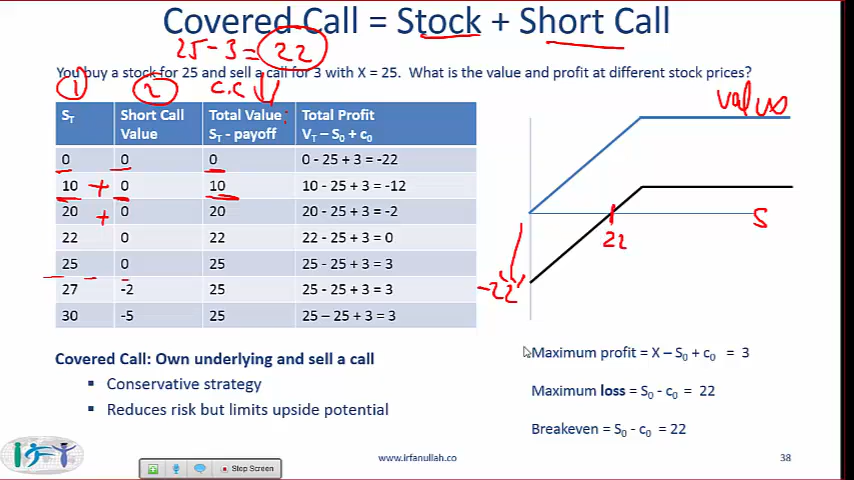 Covered Call = Stock + Short Call
25 - 3 = 22
You buy a stock for 25 and sell a call for 3 with X = 25. What is the value and profit at different stock prices?
1 2 C.C
values
S_T Short Call Value Total Value: S_T - payoff Total Profit V_T – S_0 + c_0
0 0 0 0 - 25 + 3 = -22
10 + 0 10 10 - 25 + 3 = -12
20 + 0 20 20 - 25 + 3 = -2
22 0 22 22 - 25 + 3 = 0
25 0 25 25 - 25 + 3 = 3
27 -2 25 25 - 25 + 3 = 3
30 -5 25 25 – 25 + 3 = 3
S
22
-22
Covered Call: Own underlying and sell a call
▪ Conservative strategy
▪ Reduces risk but limits upside potential
Maximum profit = X – S_0 + c_0 = 3
Maximum loss = S_0 - c_0 = 22
Breakeven = S_0 - c_0 = 22
IFT
Stop Screen
www.irfanullah.co
38